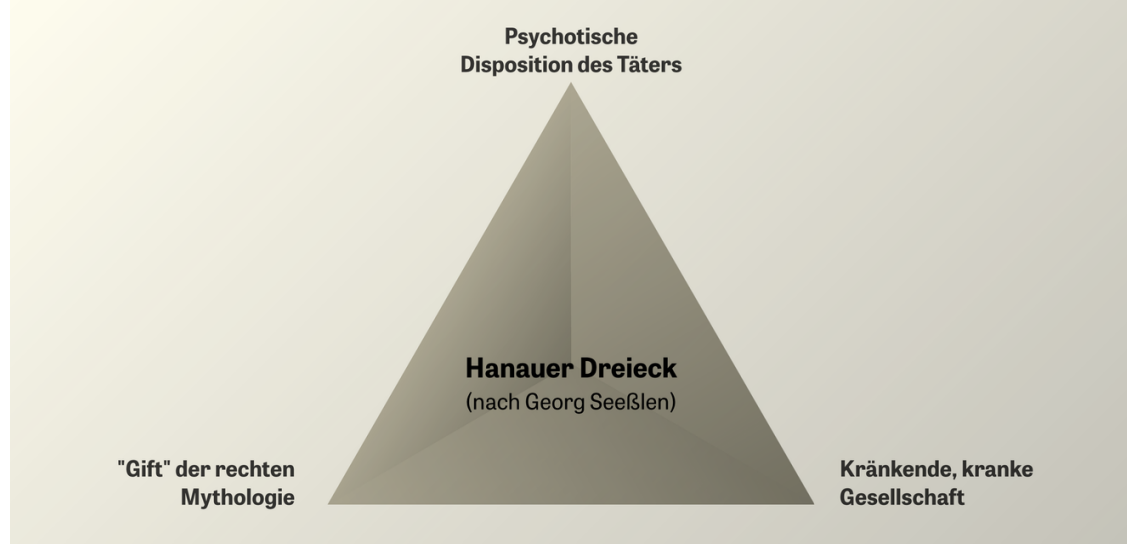 Psychotische
Disposition des Täters
Hanauer Dreieck
(nach Georg Seeßlen)
"Gift" der rechten
Mythologie
Kränkende, kranke
Gesellschaft